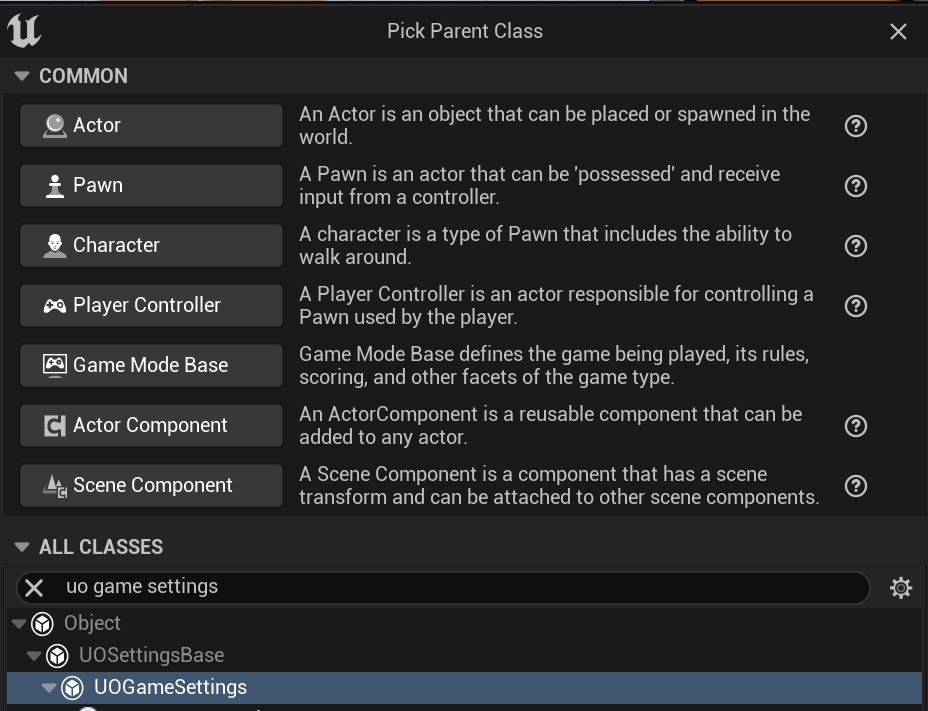 Pick Parent Class
COMMON
Actor
An Actor is an object that can be placed or spawned in the
world.
Pawn
A Pawn is an actor that can be 'possessed' and receive
input from a controller.
Character
A character is a type of Pawn that includes the ability to
walk around.
Player Controller
A Player Controller is an actor responsible for controlling a
Pawn used by the player.
Game Mode Base
Game Mode Base defines the game being played, its rules,
scoring, and other facets of the game type.
Actor Component
An ActorComponent is a reusable component that can be
added to any actor.
Scene Component
A Scene Component is a component that has a scene
transform and can be attached to other scene components.
ALL CLASSES
uo game settings
Object
UOSettingsBase
UOGameSettings